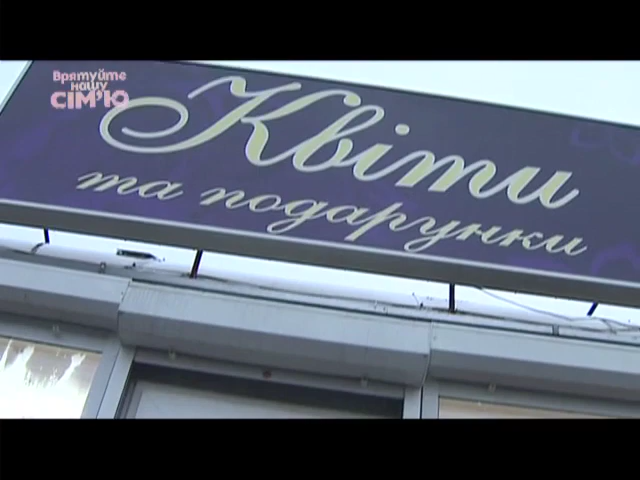 Врятуйте
нашу
СІМ'Ю
Квіти
та подарунки